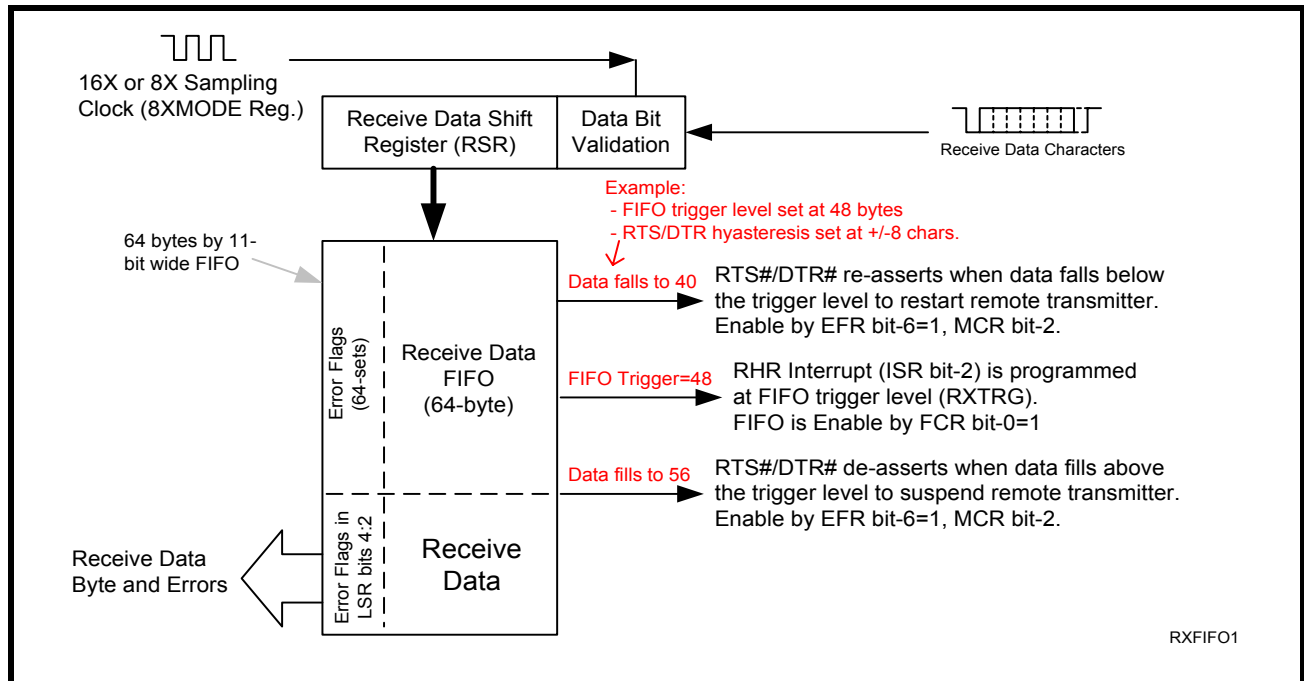 16X or 8X Sampling
Clock (8XMODE Reg.)
Receive Data Shift
Register (RSR)
Data Bit
Validation
Receive Data Characters
Example:
- FIFO trigger level set at 48 bytes
- RTS/DTR hyasteresis set at +/-8 chars.
64 bytes by 11-
bit wide FIFO
Data falls to 40
RTS#/DTR# re-asserts when data falls below
the trigger level to restart remote transmitter.
Enable by EFR bit-6=1, MCR bit-2.
Error Flags
(64-sets)
Receive Data
FIFO
(64-byte)
FIFO Trigger=48
RHR Interrupt (ISR bit-2) is programmed
at FIFO trigger level (RXTRG).
FIFO is Enable by FCR bit-0=1
Data fills to 56
RTS#/DTR# de-asserts when data fills above
the trigger level to suspend remote transmitter.
Enable by EFR bit-6=1, MCR bit-2.
Receive Data
Byte and Errors
Error Flags in
LSR bits 4:2
Receive
Data
RXFIFO1